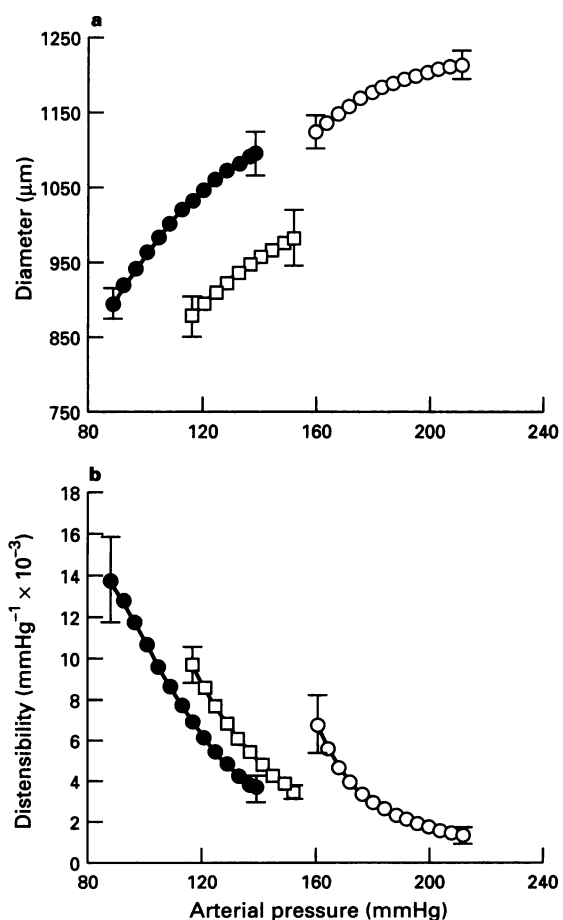 a
1250
1150
1050
950
850
750
Diameter (μm)
80 120 160 200 240
b
18
16
14
12
10
8
6
4
2
0
Distensibility (mmHg⁻¹ × 10⁻³)
80 120 160 200 240
Arterial pressure (mmHg)